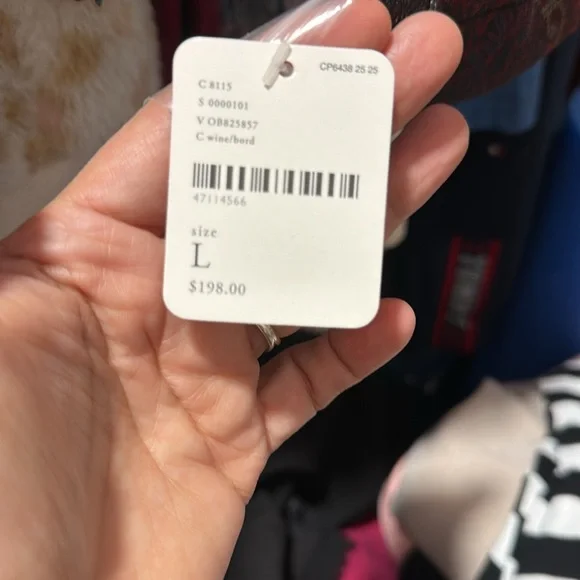 CP6438 25 25
C 8115
S 0000101
V OB825857
C wine/bord
47114566
size
L
$198.00